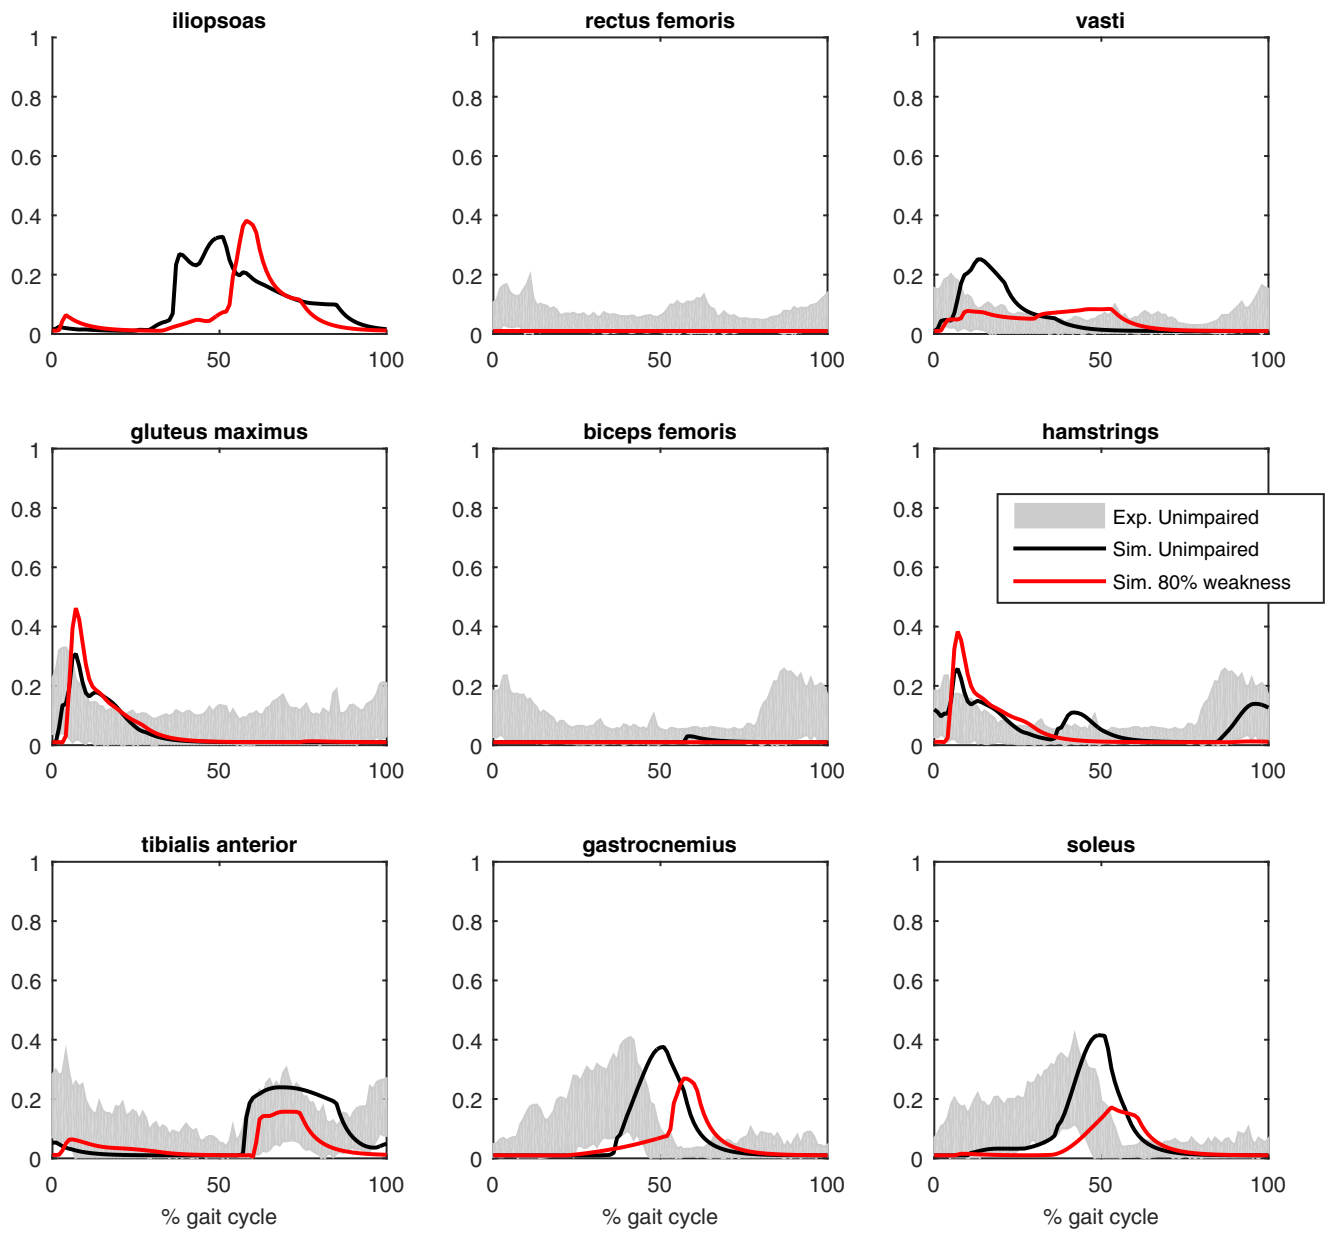 iliopsoas
1
0.8
0.6
0.4
0.2
0
0 50 100
rectus femoris
1
0.8
0.6
0.4
0.2
0
0 50 100
vasti
1
0.8
0.6
0.4
0.2
0
0 50 100
gluteus maximus
1
0.8
0.6
0.4
0.2
0
0 50 100
biceps femoris
1
0.8
0.6
0.4
0.2
0
0 50 100
hamstrings
1
0.8
0.6
0.4
0.2
0
0 50 100
Exp. Unimpaired
Sim. Unimpaired
Sim. 80% weakness
tibialis anterior
1
0.8
0.6
0.4
0.2
0
0 50 100
% gait cycle
gastrocnemius
1
0.8
0.6
0.4
0.2
0
0 50 100
% gait cycle
soleus
1
0.8
0.6
0.4
0.2
0
0 50 100
% gait cycle